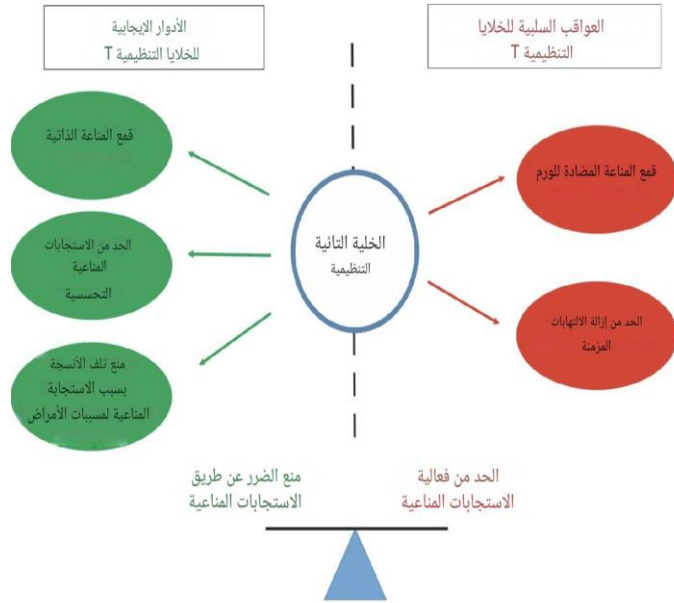 العواقب السلبية للخلايا
التنظيمية T
الأدوار الإيجابية
للخلايا التنظيمية T
قمع المناعة المضادة للورم
الحد من إزالة الالتهابات
المزمنة
الخلية التائية
التنظيمية
قمع المناعة الذاتية
الحد من الاستجابات
المناعية
التحسسية
منع تلف الأنسجة
بسبب الاستجابة
المناعية لمسببات الأمراض
الحد من فعالية
الاستجابات المناعية
منع الضرر عن طريق
الاستجابات المناعية